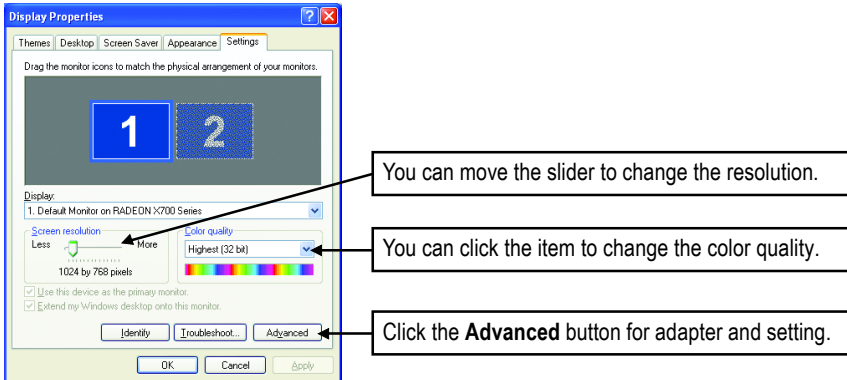 Display Properties
Themes Desktop Screen Saver Appearance Settings
Drag the monitor icons to match the physical arrangement of your monitors.
1 2
You can move the slider to change the resolution.
Display:
1. Default Monitor on RADEON X700 Series
Screen resolution
Less More
1024 by 768 pixels
Color quality
Highest (32 bit)
You can click the item to change the color quality.
Use this device as the primary monitor.
Extend my Windows desktop onto this monitor.
Identify Troubleshoot... Advanced
Click the Advanced button for adapter and setting.
OK Cancel Apply